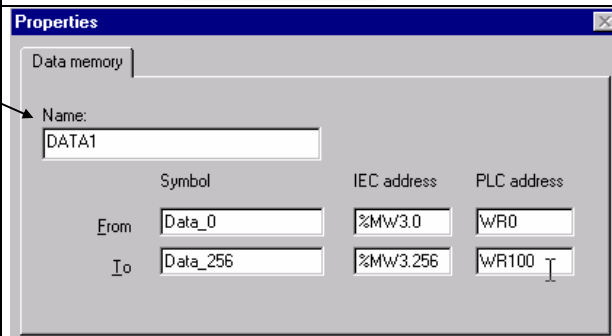 Properties
Data memory
Name:
DATA1
Symbol IEC address PLC address
From Data_0 %MW3.0 WR0
To Data_256 %MW3.256 WR100